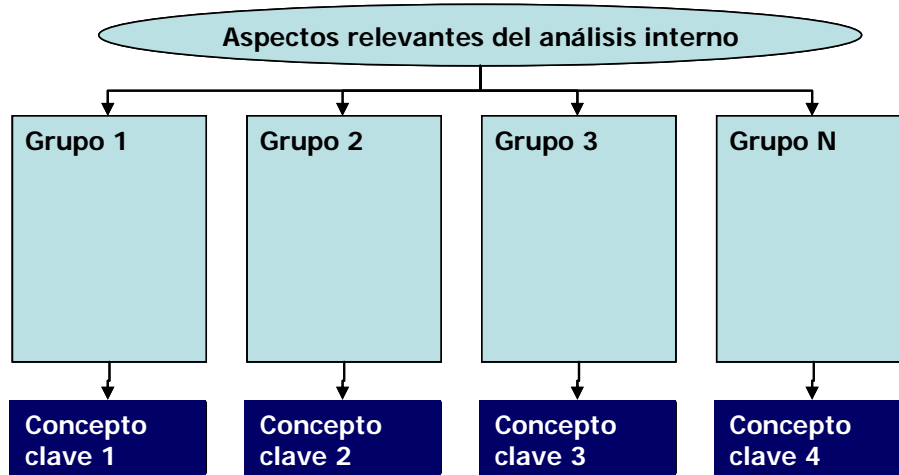 Aspectos relevantes del análisis interno
Grupo 1
Grupo 2
Grupo 3
Grupo N
Concepto
clave 1
Concepto
clave 2
Concepto
clave 3
Concepto
clave 4